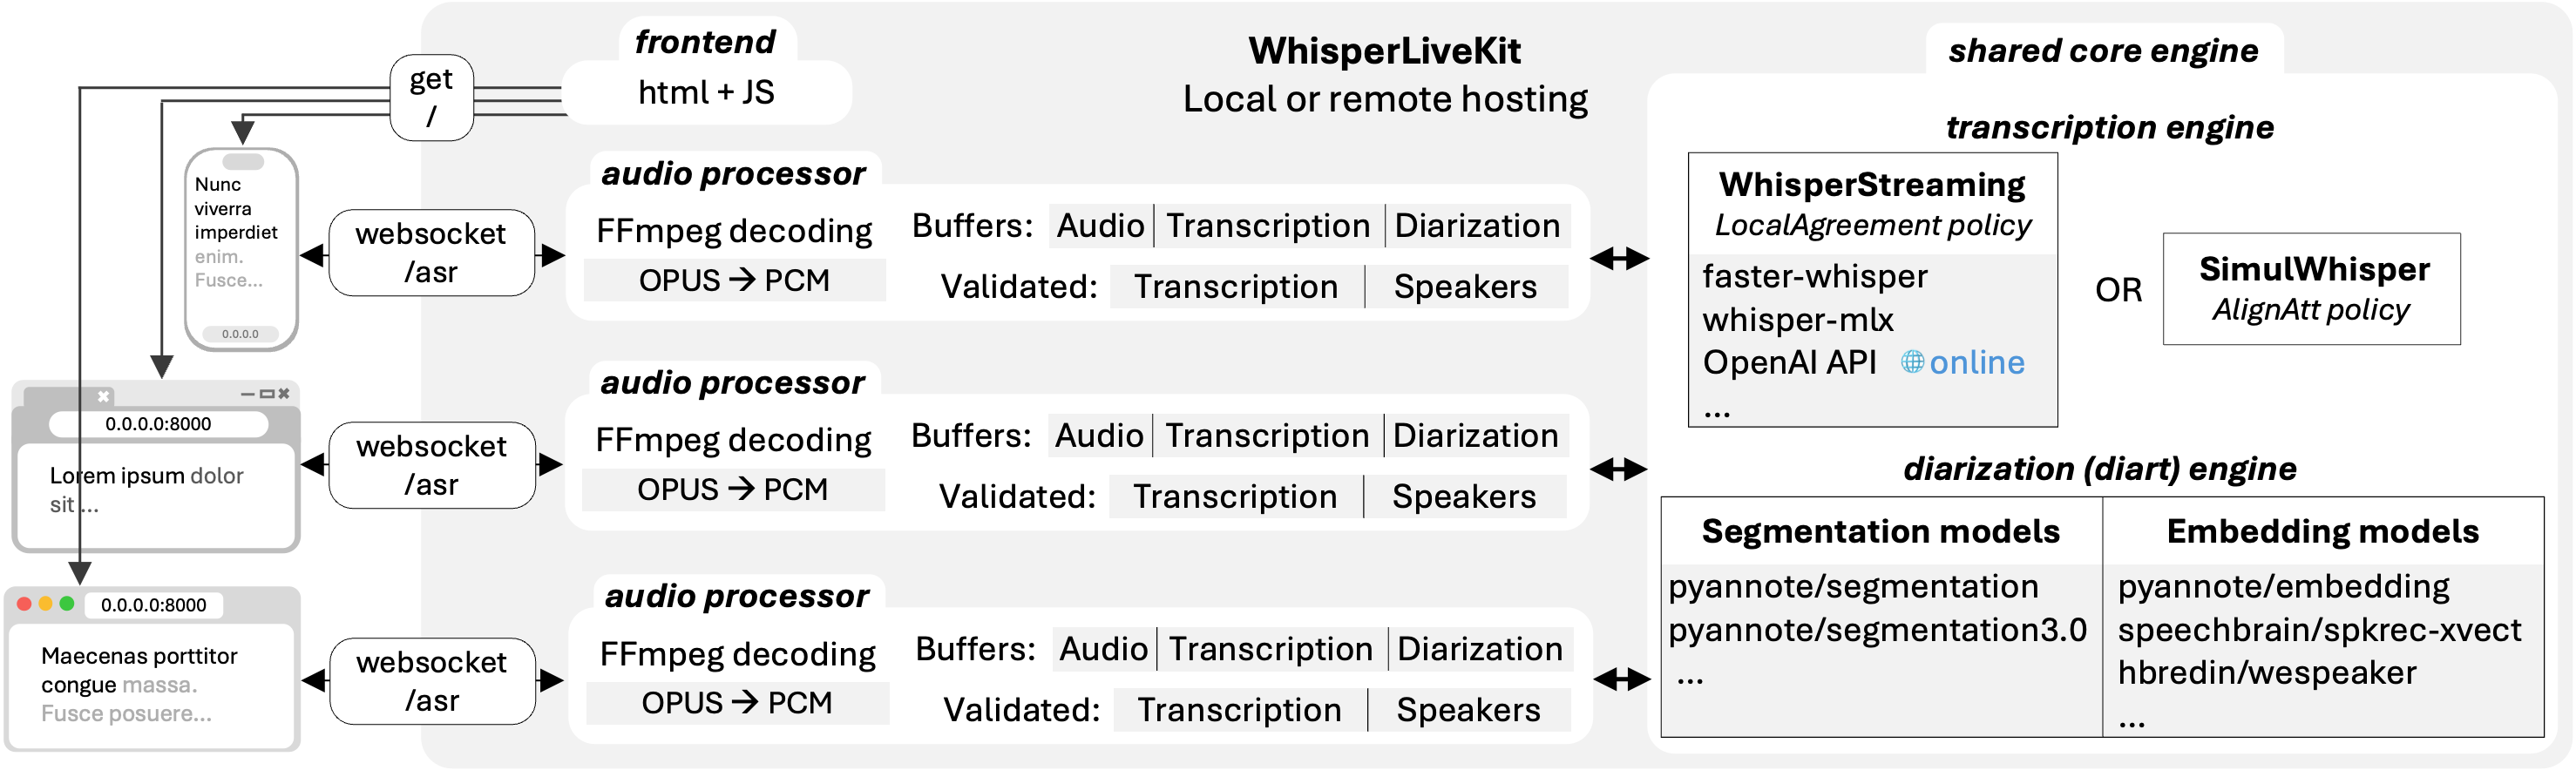 frontend
html + JS
get
/
WhisperLiveKit
Local or remote hosting
Nunc
viverra
imperdiet
enim.
Fusce...
0.0.0.0
websocket
/asr
audio processor
FFmpeg decoding
OPUS → PCM
Buffers: Audio Transcription Diarization
Validated: Transcription Speakers
0.0.0.0:8000
Lorem ipsum dolor
sit ...
websocket
/asr
audio processor
FFmpeg decoding
OPUS → PCM
Buffers: Audio Transcription Diarization
Validated: Transcription Speakers
0.0.0.0:8000
Maecenas porttitor
congue massa.
Fusce posuere...
websocket
/asr
audio processor
FFmpeg decoding
OPUS → PCM
Buffers: Audio Transcription Diarization
Validated: Transcription Speakers
shared core engine
transcription engine
WhisperStreaming
LocalAgreement policy
faster-whisper
whisper-mlx
OpenAI API online
...
OR
SimulWhisper
AlignAtt policy
diarization (diart) engine
Segmentation models
pyannote/segmentation
pyannote/segmentation3.0
...
Embedding models
pyannote/embedding
speechbrain/spkrec-xvect
hbredin/wespeaker
...